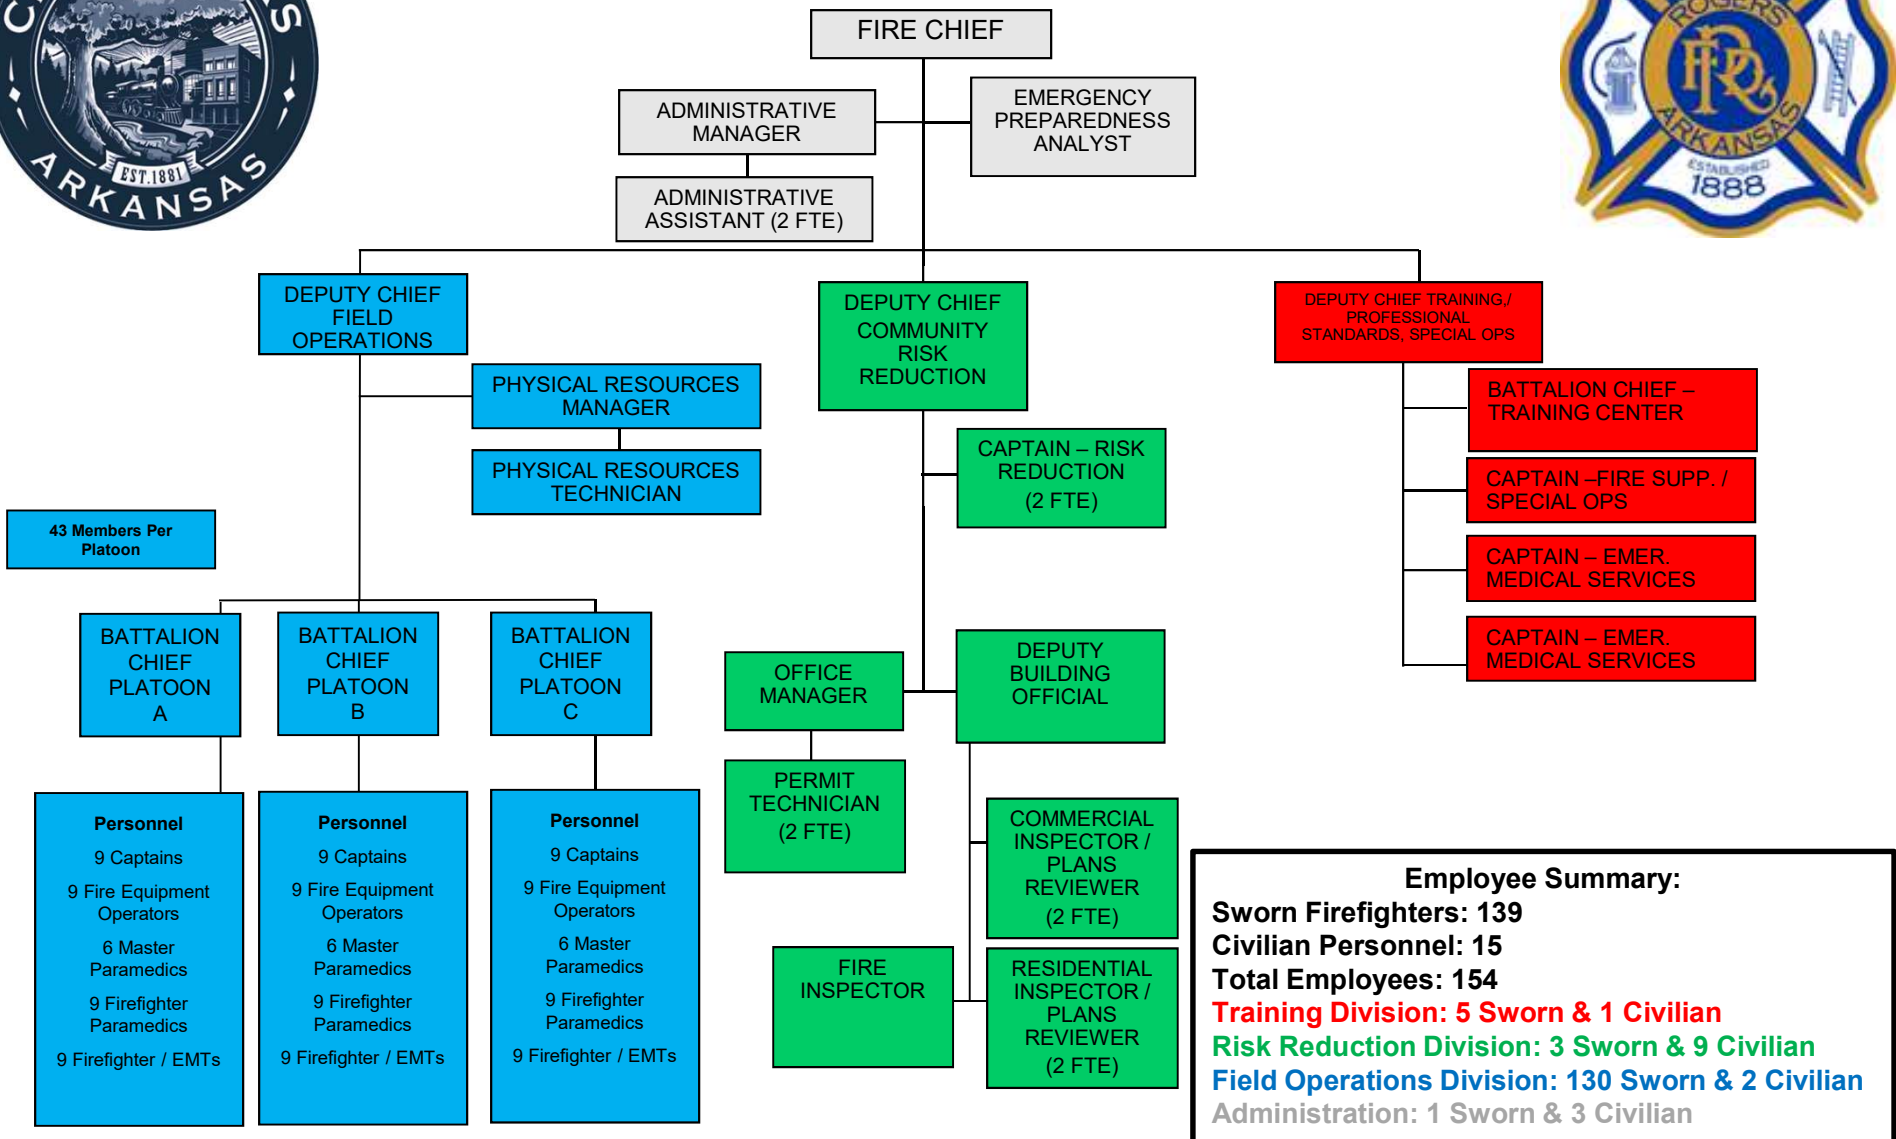 C
S
ARKANSAS
EST.1881
ROGERS
FRD
ARKANSAS
ESTABLISHED
1888
FIRE CHIEF
ADMINISTRATIVE
MANAGER
EMERGENCY
PREPAREDNESS
ANALYST
ADMINISTRATIVE
ASSISTANT (2 FTE)
DEPUTY CHIEF
FIELD
OPERATIONS
DEPUTY CHIEF
COMMUNITY
RISK
REDUCTION
DEPUTY CHIEF TRAINING,/
PROFESSIONAL
STANDARDS, SPECIAL OPS
PHYSICAL RESOURCES
MANAGER
PHYSICAL RESOURCES
TECHNICIAN
CAPTAIN – RISK
REDUCTION
(2 FTE)
BATTALION CHIEF –
TRAINING CENTER
CAPTAIN –FIRE SUPP. /
SPECIAL OPS
CAPTAIN – EMER.
MEDICAL SERVICES
CAPTAIN – EMER.
MEDICAL SERVICES
43 Members Per
Platoon
BATTALION
CHIEF
PLATOON
A
BATTALION
CHIEF
PLATOON
B
BATTALION
CHIEF
PLATOON
C
OFFICE
MANAGER
DEPUTY
BUILDING
OFFICIAL
PERMIT
TECHNICIAN
(2 FTE)
COMMERCIAL
INSPECTOR /
PLANS
REVIEWER
(2 FTE)
FIRE
INSPECTOR
RESIDENTIAL
INSPECTOR /
PLANS
REVIEWER
(2 FTE)
Personnel
9 Captains
9 Fire Equipment
Operators
6 Master
Paramedics
9 Firefighter
Paramedics
9 Firefighter / EMTs
Personnel
9 Captains
9 Fire Equipment
Operators
6 Master
Paramedics
9 Firefighter
Paramedics
9 Firefighter / EMTs
Personnel
9 Captains
9 Fire Equipment
Operators
6 Master
Paramedics
9 Firefighter
Paramedics
9 Firefighter / EMTs
Employee Summary:
Sworn Firefighters: 139
Civilian Personnel: 15
Total Employees: 154
Training Division: 5 Sworn & 1 Civilian
Risk Reduction Division: 3 Sworn & 9 Civilian
Field Operations Division: 130 Sworn & 2 Civilian
Administration: 1 Sworn & 3 Civilian